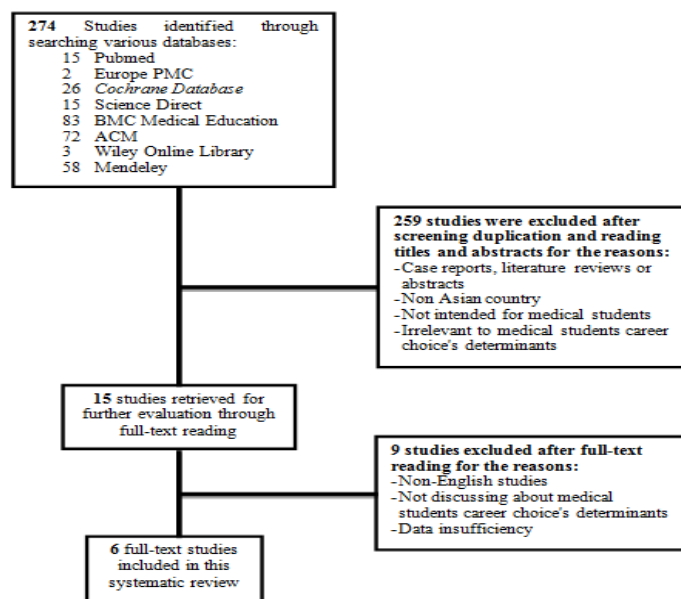 274 Studies identified through
searching various databases:
15 Pubmed
2 Europe PMC
26 Cochrane Database
15 Science Direct
83 BMC Medical Education
72 ACM
3 Wiley Online Library
58 Mendeley
259 studies were excluded after
screening duplication and reading
titles and abstracts for the reasons:
-Case reports, literature reviews or
abstracts
-Non Asian country
-Not intended for medical students
-Irrelevant to medical students career
choice's determinants
15 studies retrieved for
further evaluation through
full-text reading
9 studies excluded after full-text
reading for the reasons:
-Non-English studies
-Not discussing about medical
students career choice's determinants
-Data insufficiency
6 full-text studies
included in this
systematic review